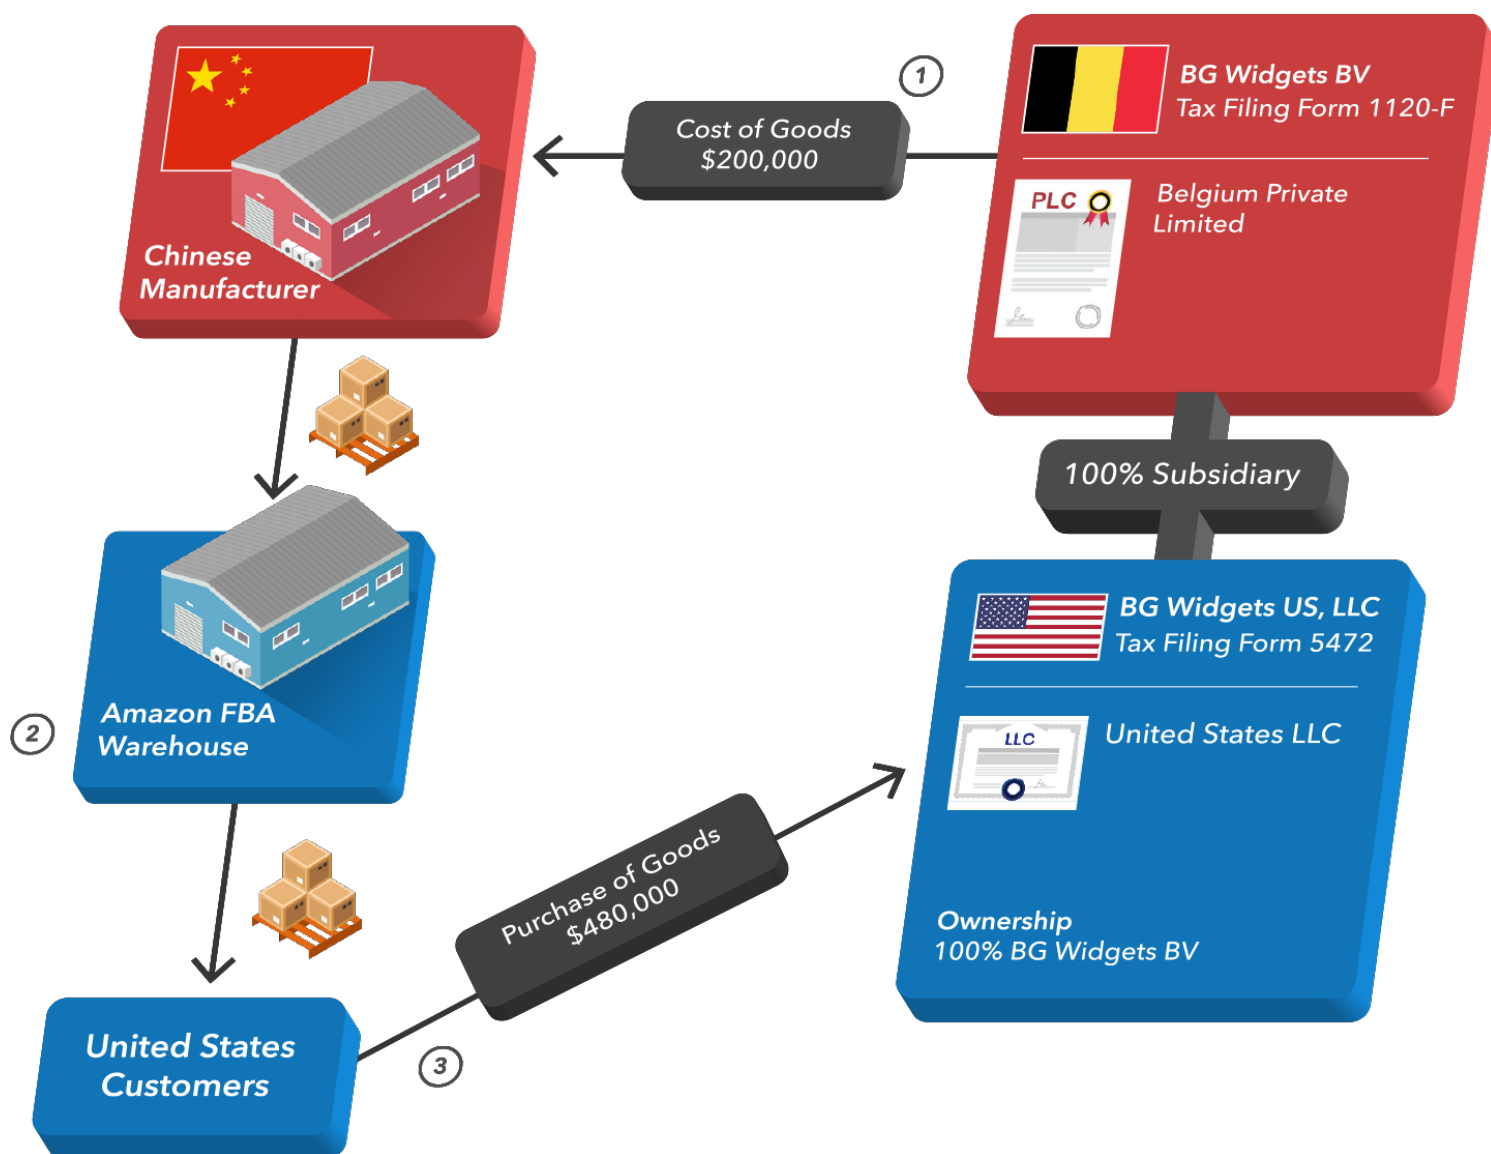 1
Cost of Goods
$200,000
BG Widgets BV
Tax Filing Form 1120-F
PLC
Belgium Private
Limited
Chinese
Manufacturer
100% Subsidiary
BG Widgets US, LLC
Tax Filing Form 5472
LLC
United States LLC
2
Amazon FBA
Warehouse
Purchase of Goods
$480,000
Ownership
100% BG Widgets BV
3
United States
Customers